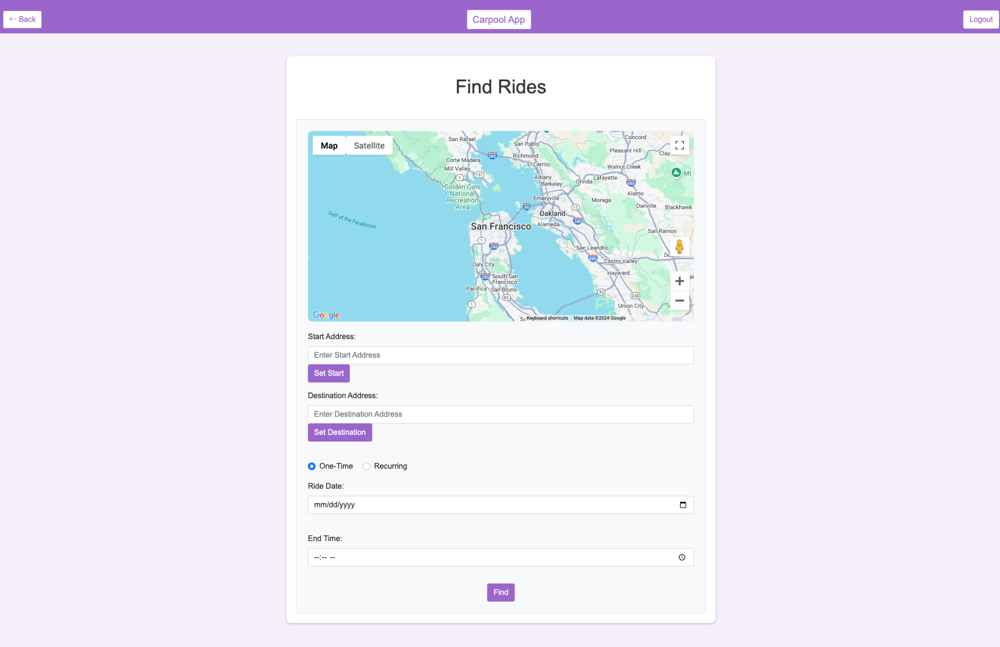 ← Back
Carpool App
Logout
Find Rides
Map
Satellite
San Rafael
San Pablo
Concord
Pleasant Hill
Richmond
580
Corte Madera
El Cerrito
Mill Valley
Walnut Creek
131
1
Albany
Lafayette
Berkeley
Orinda
680
Golden Gate
National
Recreation
Area
Alamo
Emeryville
Moraga
80
13
Danville
Blackhawk
Oakland
Gulf of the Farallones
580
San Francisco
Alameda
San Ramon
1
280
San Leandro
880
Castro Valley
Daly City
Hayward
280
South San
Francisco
Pacifica
San Bruno
92
238
82
1
Union City
Google
Keyboard shortcuts
Map data ©2024 Google
680
Start Address:
Enter Start Address
Set Start
Destination Address:
Enter Destination Address
Set Destination
One-Time
Recurring
Ride Date:
mm/dd/yyyy
End Time:
--:-- --
Find